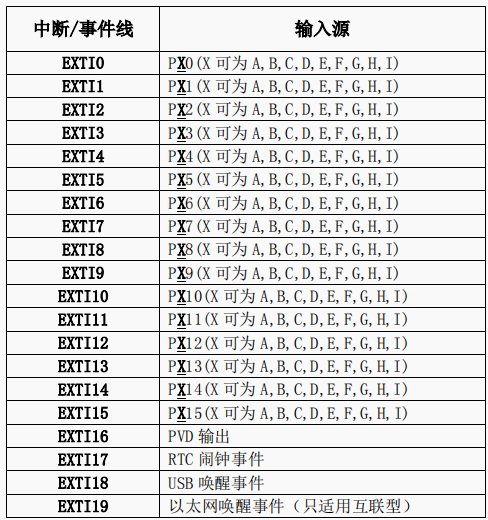 中断/事件线 输入源
EXTI0 PX0(X 可为 A,B,C,D,E,F,G,H,I)
EXTI1 PX1(X 可为 A,B,C,D,E,F,G,H,I)
EXTI2 PX2(X 可为 A,B,C,D,E,F,G,H,I)
EXTI3 PX3(X 可为 A,B,C,D,E,F,G,H,I)
EXTI4 PX4(X 可为 A,B,C,D,E,F,G,H,I)
EXTI5 PX5(X 可为 A,B,C,D,E,F,G,H,I)
EXTI6 PX6(X 可为 A,B,C,D,E,F,G,H,I)
EXTI7 PX7(X 可为 A,B,C,D,E,F,G,H,I)
EXTI8 PX8(X 可为 A,B,C,D,E,F,G,H,I)
EXTI9 PX9(X 可为 A,B,C,D,E,F,G,H,I)
EXTI10 PX10(X 可为 A,B,C,D,E,F,G,H,I)
EXTI11 PX11(X 可为 A,B,C,D,E,F,G,H,I)
EXTI12 PX12(X 可为 A,B,C,D,E,F,G,H,I)
EXTI13 PX13(X 可为 A,B,C,D,E,F,G,H,I)
EXTI14 PX14(X 可为 A,B,C,D,E,F,G,H,I)
EXTI15 PX15(X 可为 A,B,C,D,E,F,G,H,I)
EXTI16 PVD 输出
EXTI17 RTC 闹钟事件
EXTI18 USB 唤醒事件
EXTI19 以太网唤醒事件（只适用互联型）